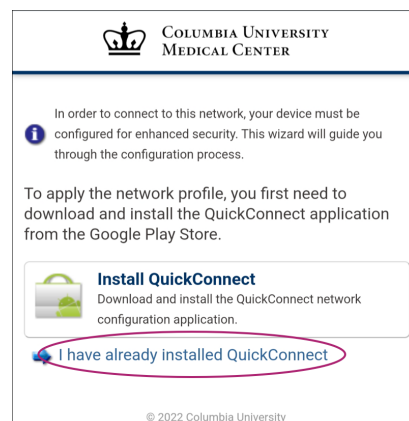 COLUMBIA UNIVERSITY
MEDICAL CENTER
In order to connect to this network, your device must be
configured for enhanced security. This wizard will guide you
through the configuration process.
To apply the network profile, you first need to
download and install the QuickConnect application
from the Google Play Store.
Install QuickConnect
Download and install the QuickConnect network
configuration application.
I have already installed QuickConnect
© 2022 Columbia University